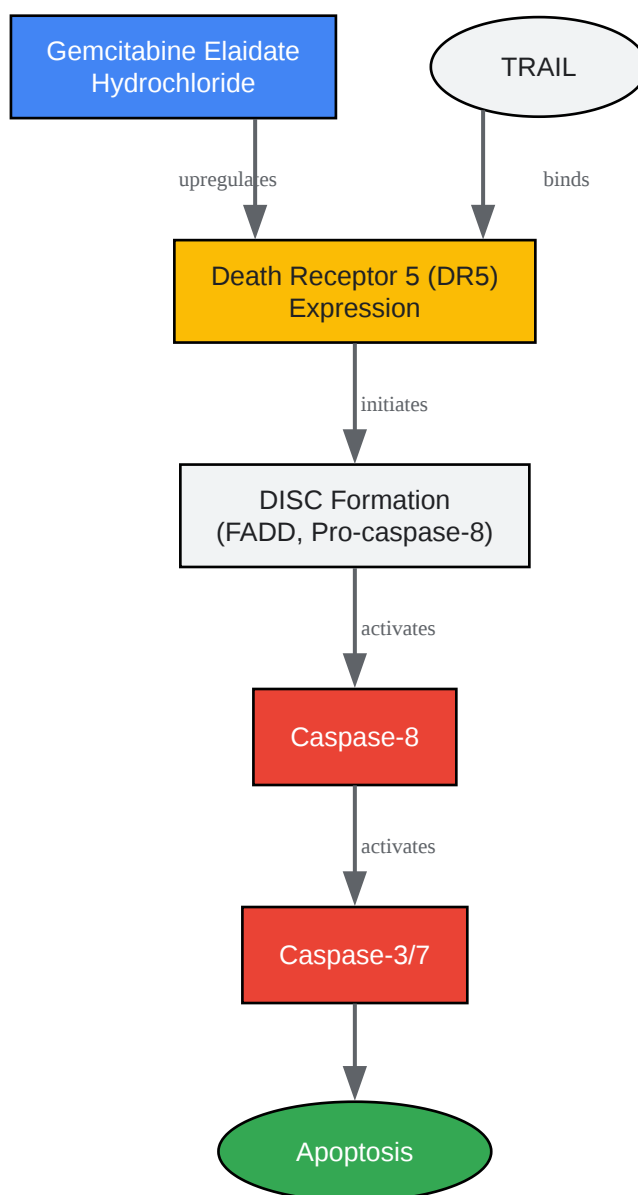 Gemcitabine Elaidate
Hydrochloride
TRAIL
upregulates
binds
Death Receptor 5 (DR5)
Expression
initiates
DISC Formation
(FADD, Pro-caspase-8)
activates
Caspase-8
activates
Caspase-3/7
Apoptosis